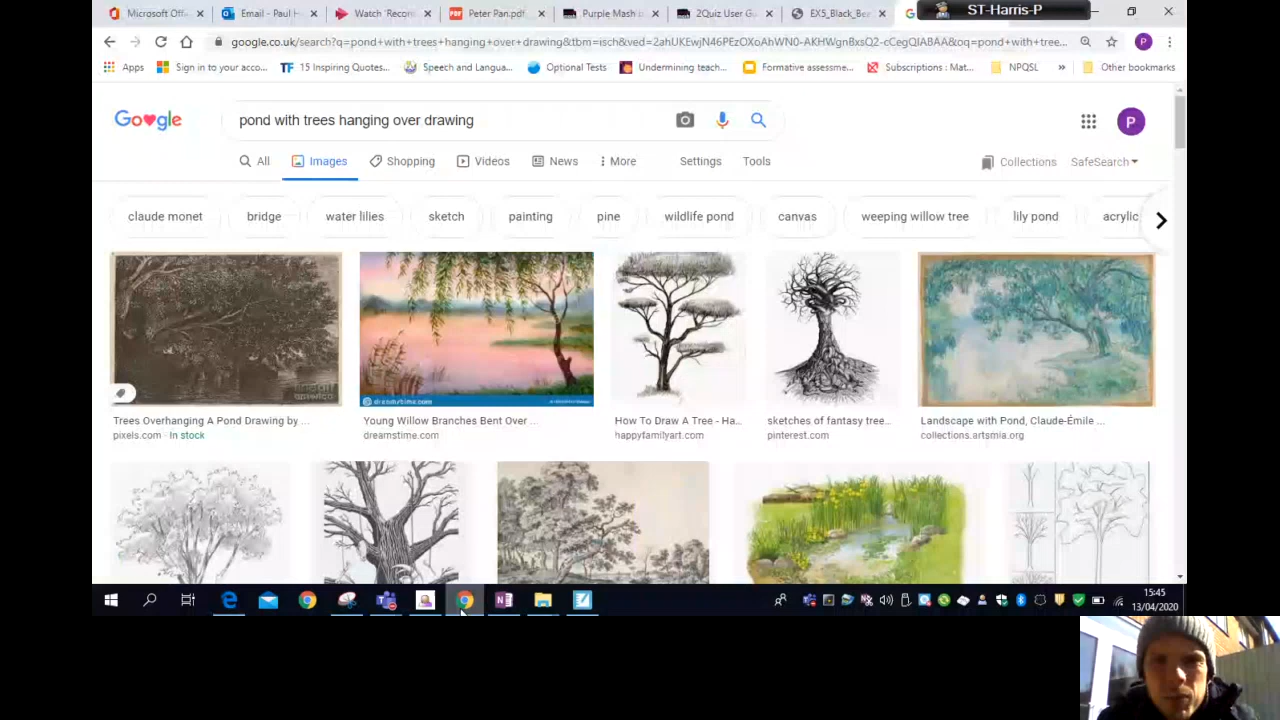 Microsoft Offi
Email - Paul H
Watch 'Recor
Peter Pan.pdf
Purple Mash b
2Quiz User G
EX5_Black_Be
ST-Harris-P
google.co.uk/search?q=pond+with+trees+hanging+over+drawing&tbm=isch&ved=2ahUKEwjN46PEzOXoAhWN0-AKHWgnBxsQ2-cCegQIABAA&oq=pond+with+tree...
P
Apps
Sign in to your acco...
15 Inspiring Quotes...
Speech and Langua...
Optional Tests
Undermining teach...
Formative assessme...
Subscriptions : Mat...
NPQSL
»
Other bookmarks
Google
pond with trees hanging over drawing
P
All
Images
Shopping
Videos
News
More
Settings
Tools
Collections
SafeSearch
claude monet
bridge
water lilies
sketch
painting
pine
wildlife pond
canvas
weeping willow tree
lily pond
acrylic
dreamstime.com
Trees Overhanging A Pond Drawing by ...
pixels.com · In stock
Young Willow Branches Bent Over ...
dreamstime.com
How To Draw A Tree - Ha...
happyfamilyart.com
sketches of fantasy tree...
pinterest.com
Landscape with Pond, Claude-Émile ...
collections.artsmia.org
15:45
13/04/2020